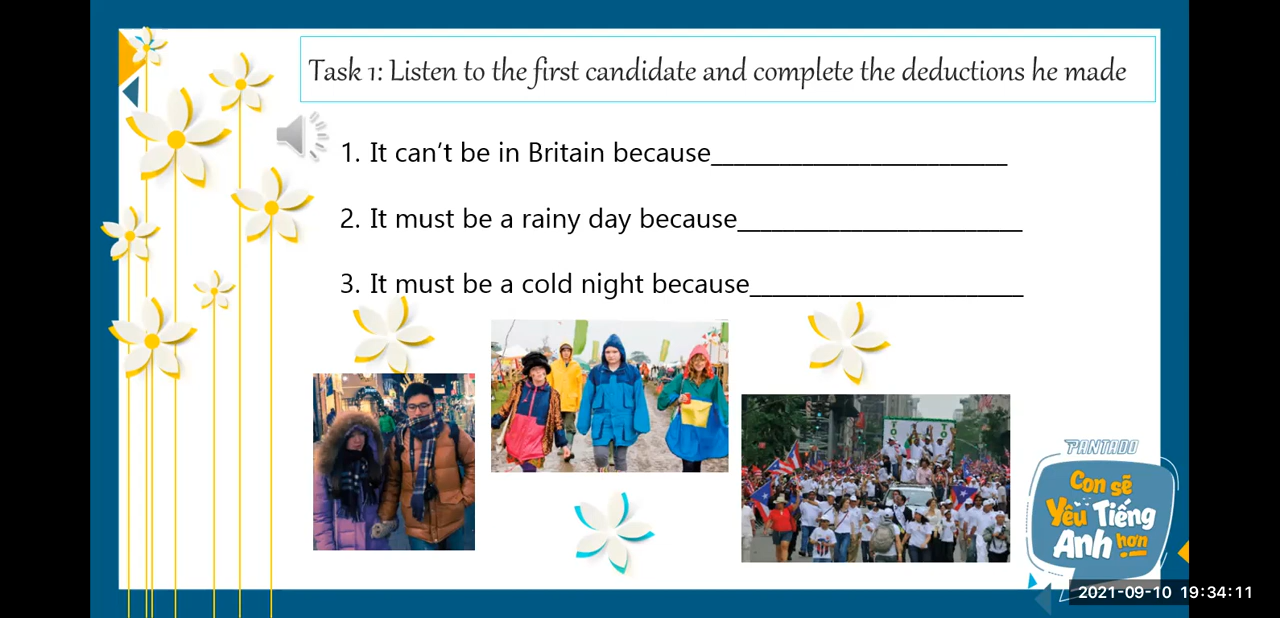 Task 1: Listen to the first candidate and complete the deductions he made
1. It can't be in Britain because__________________________
2. It must be a rainy day because_________________________
3. It must be a cold night because________________________
PANTADO
Con sẽ
Yêu Tiếng
Anh hơn
2021-09-10 19:34:11